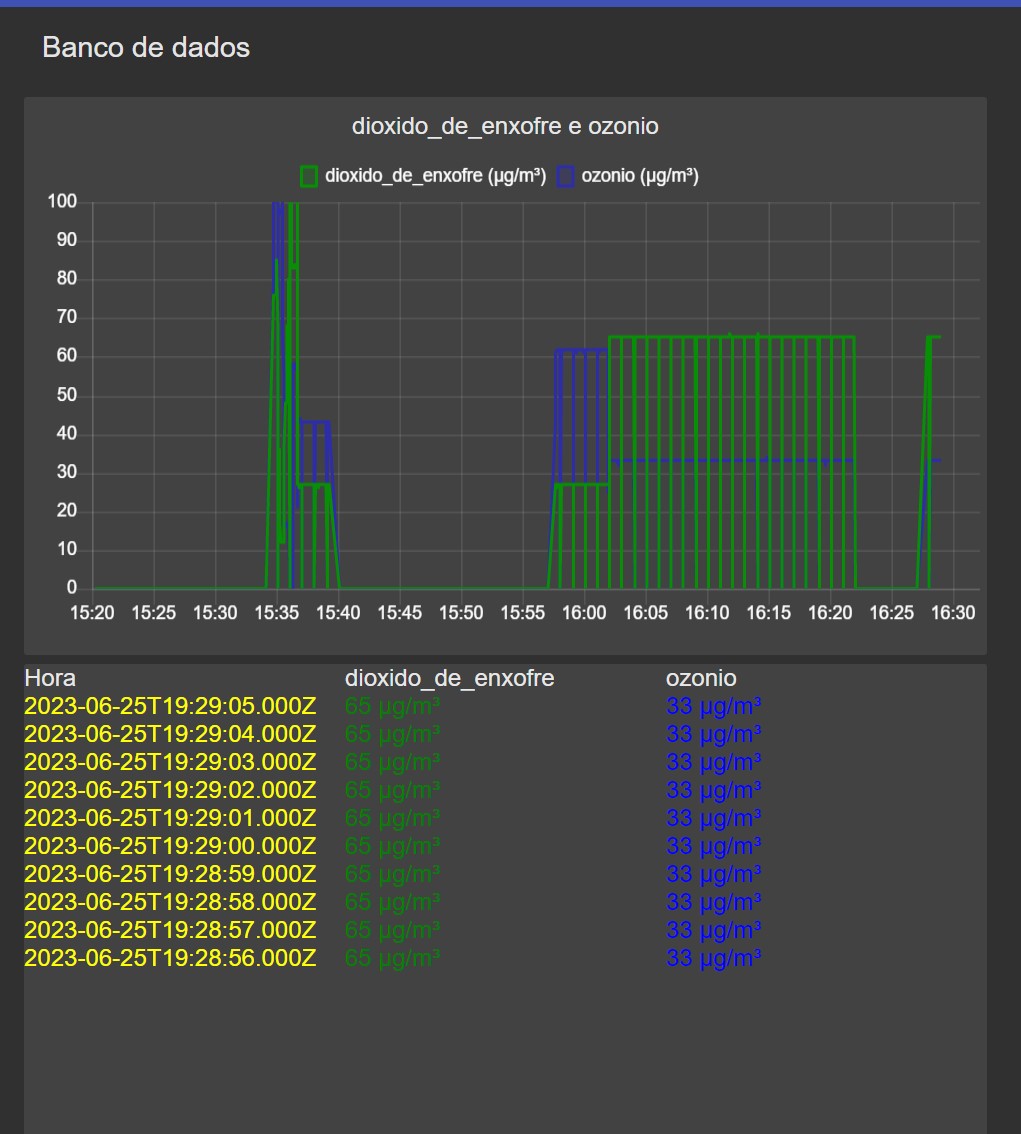 Banco de dados
dioxido_de_enxofre e ozonio
dioxido_de_enxofre (µg/m³) ozonio (µg/m³)
100
90
80
70
60
50
40
30
20
10
0
15:20 15:25 15:30 15:35 15:40 15:45 15:50 15:55 16:00 16:05 16:10 16:15 16:20 16:25 16:30
Hora dioxido_de_enxofre ozonio
2023-06-25T19:29:05.000Z 65 µg/m³ 33 µg/m³
2023-06-25T19:29:04.000Z 65 µg/m³ 33 µg/m³
2023-06-25T19:29:03.000Z 65 µg/m³ 33 µg/m³
2023-06-25T19:29:02.000Z 65 µg/m³ 33 µg/m³
2023-06-25T19:29:01.000Z 65 µg/m³ 33 µg/m³
2023-06-25T19:29:00.000Z 65 µg/m³ 33 µg/m³
2023-06-25T19:28:59.000Z 65 µg/m³ 33 µg/m³
2023-06-25T19:28:58.000Z 65 µg/m³ 33 µg/m³
2023-06-25T19:28:57.000Z 65 µg/m³ 33 µg/m³
2023-06-25T19:28:56.000Z 65 µg/m³ 33 µg/m³